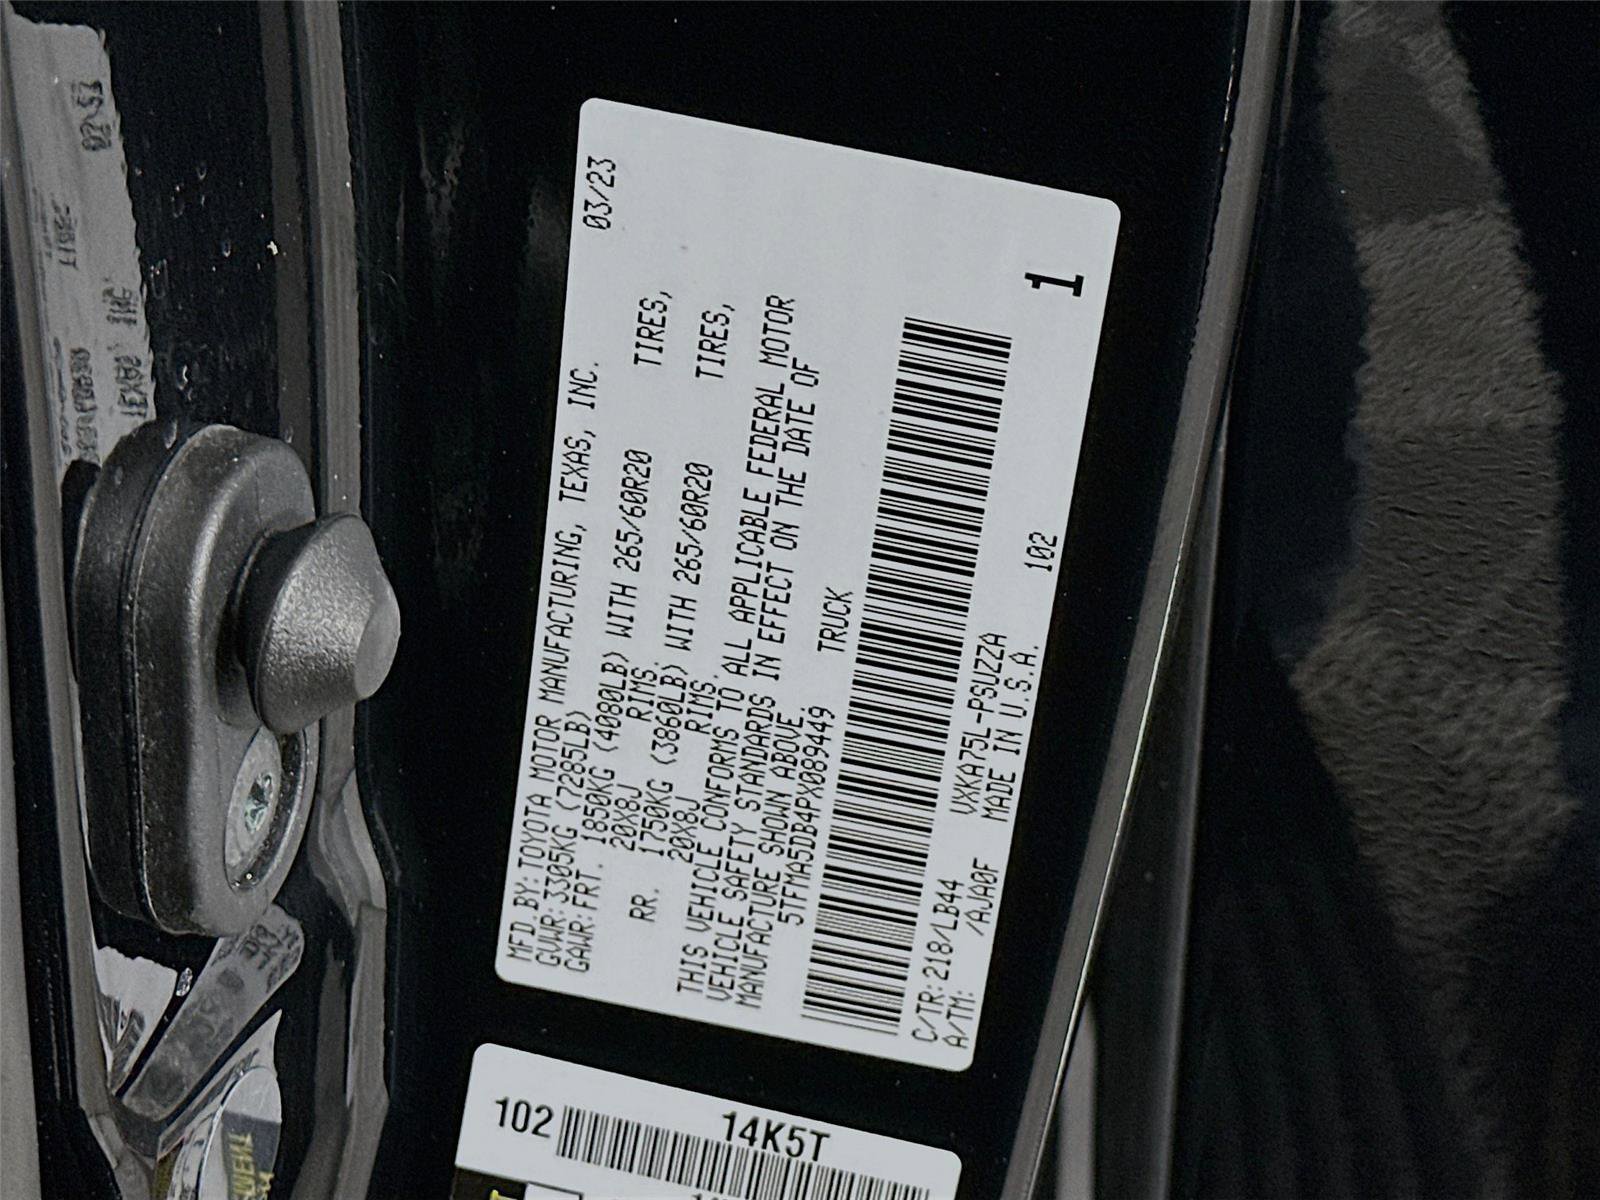 03/23
MFD.BY:TOYOTA MOTOR MANUFACTURING, TEXAS, INC.
GVWR:3305KG (7285LB)
GAWR:FRT. 1850KG (4080LB) WITH 265/60R20 TIRES,
20X8J RIMS.
RR. 1750KG (3860LB) WITH 265/60R20 TIRES,
20X8J RIMS.
THIS VEHICLE CONFORMS TO ALL APPLICABLE FEDERAL MOTOR
VEHICLE SAFETY STANDARDS IN EFFECT ON THE DATE OF
MANUFACTURE SHOWN ABOVE.
5TFMA5DB4PX089449 TRUCK
C/TR:218/LB44 VXKA75L-PSUZZA
A/TM: /AJA0F MADE IN U.S.A. 102
1
102
14K5T